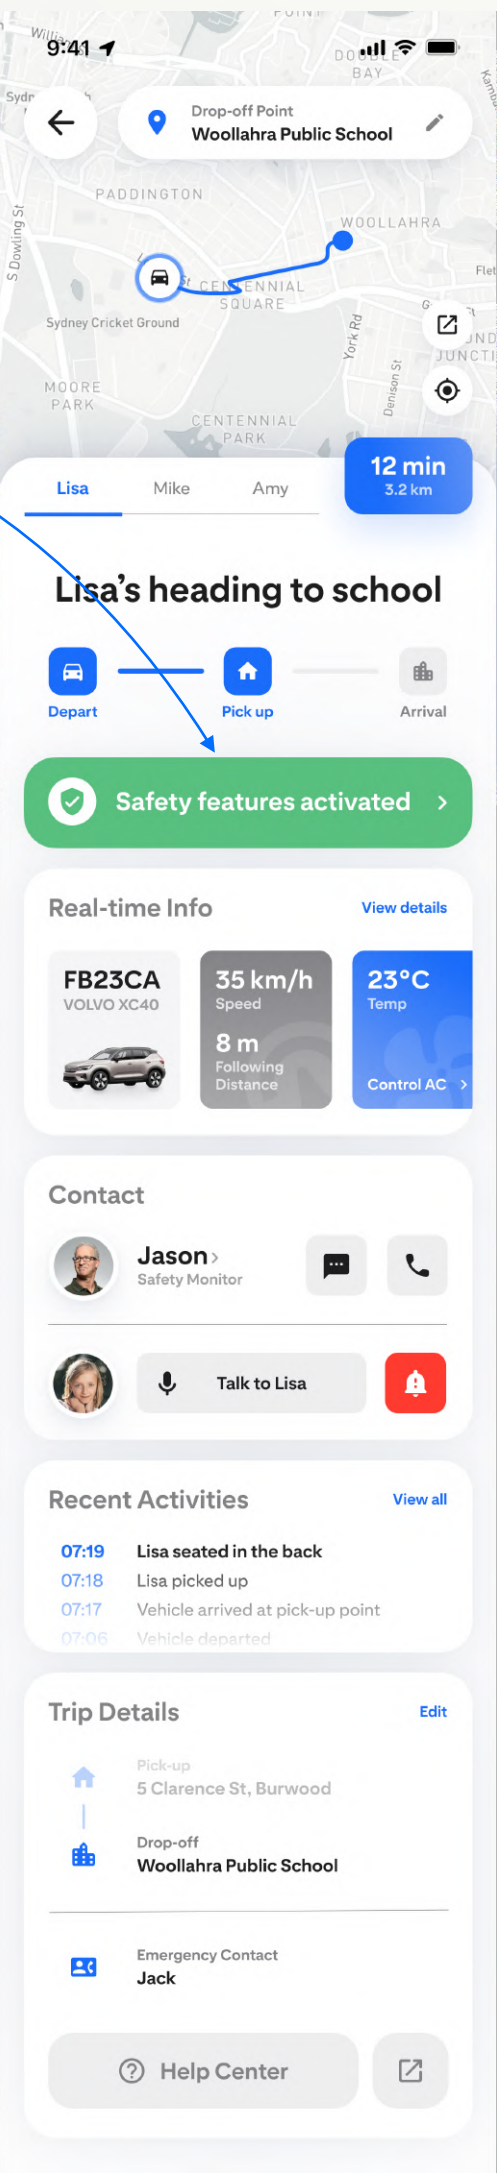 POINT
Williams
9:41
DOUBLE
BAY
Drop-off Point
Woollahra Public School
PADDINGTON
S Dowling St
WOOLLAHRA
CENTENNIAL
SQUARE
Sydney Cricket Ground
York Rd
Denison St
MOORE
PARK
CENTENNIAL
PARK
12 min
3.2 km
Lisa
Mike
Amy
Lisa's heading to school
Depart
Pick up
Arrival
Safety features activated
Real-time Info
View details
FB23CA
VOLVO XC40
35 km/h
Speed
8 m
Following
Distance
23°C
Temp
Control AC
Contact
Jason
Safety Monitor
Talk to Lisa
Recent Activities
View all
07:19 Lisa seated in the back
07:18 Lisa picked up
07:17 Vehicle arrived at pick-up point
07:06 Vehicle departed
Trip Details
Edit
Pick-up
5 Clarence St, Burwood
Drop-off
Woollahra Public School
Emergency Contact
Jack
Help Center